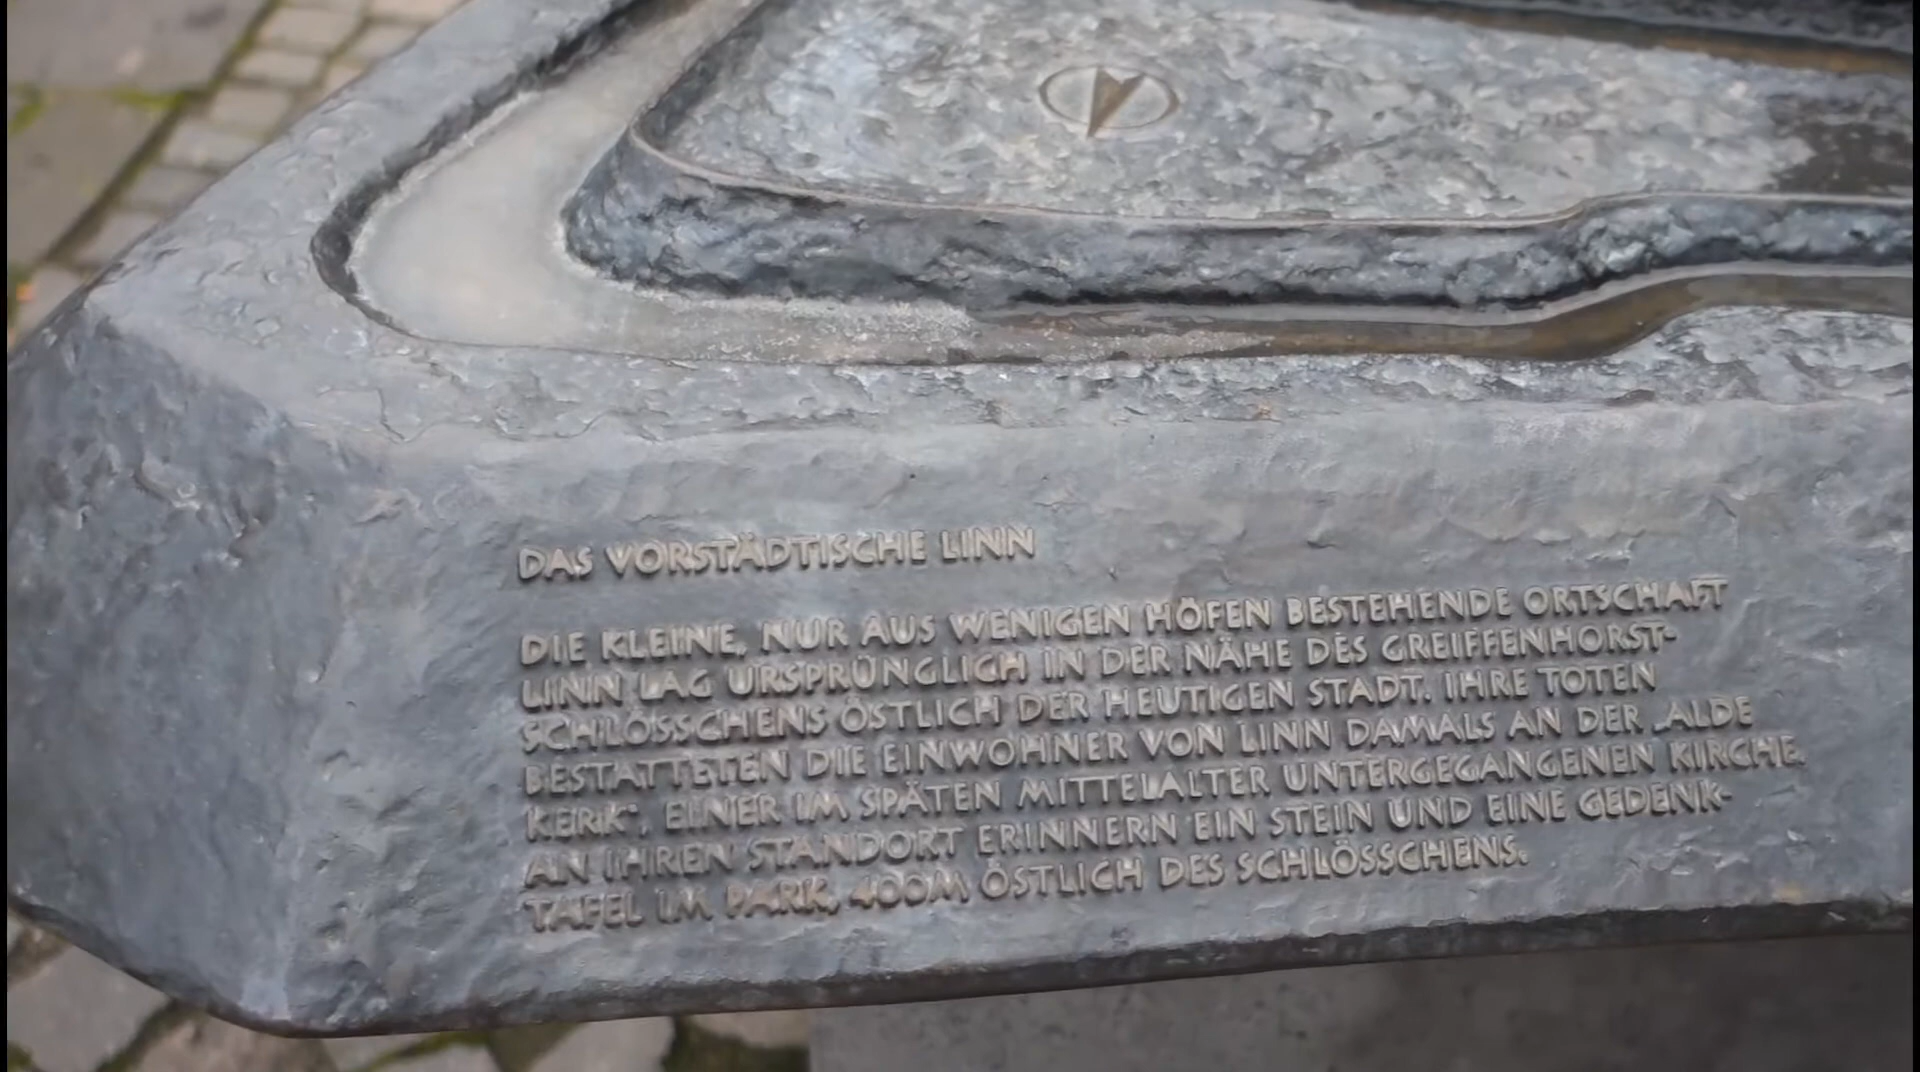 DAS VORSTÄDTISCHE LINN
DIE KLEINE, NUR AUS WENIGEN HÖFEN BESTEHENDE ORTSCHAFT
LINN LAG URSPRÜNGLICH IN DER NÄHE DES GREIFFENHORST-
SCHLÖSSCHENS ÖSTLICH DER HEUTIGEN STADT. IHRE TOTEN
BESTATTETEN DIE EINWOHNER VON LINN DAMALS AN DER „ALDE
KERK", EINER IM SPÄTEN MITTELALTER UNTERGEGANGENEN KIRCHE.
AN IHREN STANDORT ERINNERN EIN STEIN UND EINE GEDENK-
TAFEL IM PARK, 400M ÖSTLICH DES SCHLÖSSCHENS.